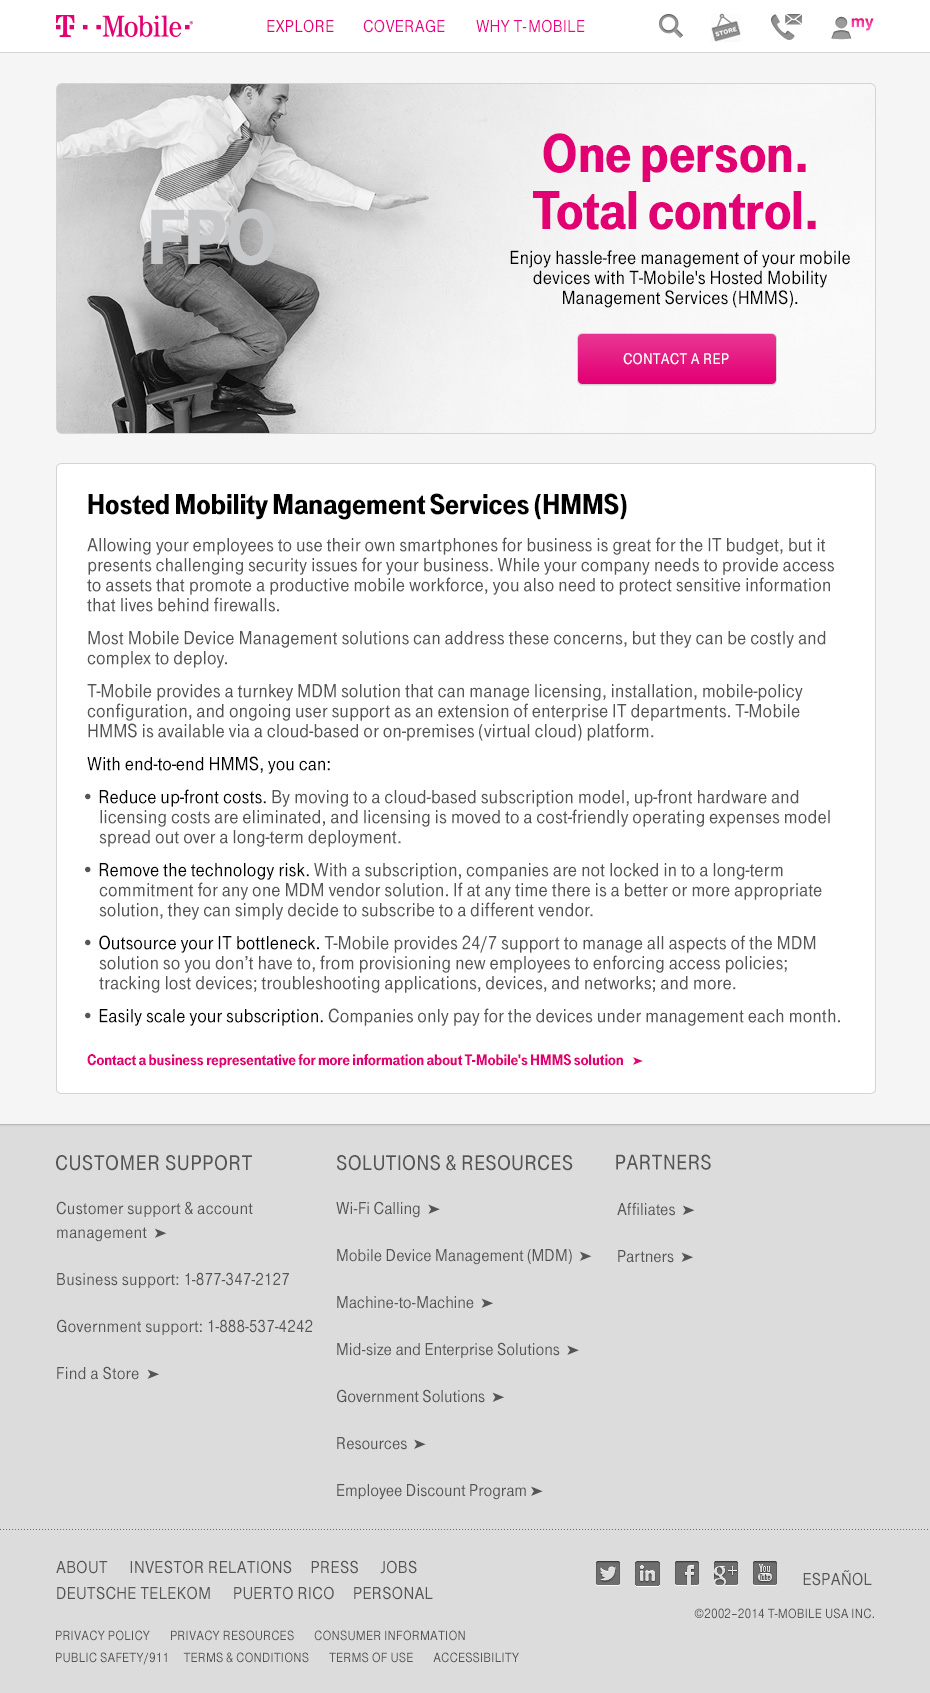 T · · Mobile ·®
EXPLORE COVERAGE WHY T-MOBILE
STORE
my
FPO
One person.
Total control.
Enjoy hassle-free management of your mobile
devices with T-Mobile's Hosted Mobility
Management Services (HMMS).
CONTACT A REP
Hosted Mobility Management Services (HMMS)
Allowing your employees to use their own smartphones for business is great for the IT budget, but it
presents challenging security issues for your business. While your company needs to provide access
to assets that promote a productive mobile workforce, you also need to protect sensitive information
that lives behind firewalls.
Most Mobile Device Management solutions can address these concerns, but they can be costly and
complex to deploy.
T-Mobile provides a turnkey MDM solution that can manage licensing, installation, mobile-policy
configuration, and ongoing user support as an extension of enterprise IT departments. T-Mobile
HMMS is available via a cloud-based or on-premises (virtual cloud) platform.
With end-to-end HMMS, you can:
• Reduce up-front costs. By moving to a cloud-based subscription model, up-front hardware and
licensing costs are eliminated, and licensing is moved to a cost-friendly operating expenses model
spread out over a long-term deployment.
• Remove the technology risk. With a subscription, companies are not locked in to a long-term
commitment for any one MDM vendor solution. If at any time there is a better or more appropriate
solution, they can simply decide to subscribe to a different vendor.
• Outsource your IT bottleneck. T-Mobile provides 24/7 support to manage all aspects of the MDM
solution so you don’t have to, from provisioning new employees to enforcing access policies;
tracking lost devices; troubleshooting applications, devices, and networks; and more.
• Easily scale your subscription. Companies only pay for the devices under management each month.
Contact a business representative for more information about T-Mobile's HMMS solution ➤
CUSTOMER SUPPORT
Customer support & account
management ➤
Business support: 1-877-347-2127
Government support: 1-888-537-4242
Find a Store ➤
SOLUTIONS & RESOURCES
Wi-Fi Calling ➤
Mobile Device Management (MDM) ➤
Machine-to-Machine ➤
Mid-size and Enterprise Solutions ➤
Government Solutions ➤
Resources ➤
Employee Discount Program ➤
PARTNERS
Affiliates ➤
Partners ➤
ABOUT INVESTOR RELATIONS PRESS JOBS
DEUTSCHE TELEKOM PUERTO RICO PERSONAL
PRIVACY POLICY PRIVACY RESOURCES CONSUMER INFORMATION
PUBLIC SAFETY/911 TERMS & CONDITIONS TERMS OF USE ACCESSIBILITY
in f g+ You Tube ESPAÑOL
©2002–2014 T-MOBILE USA INC.